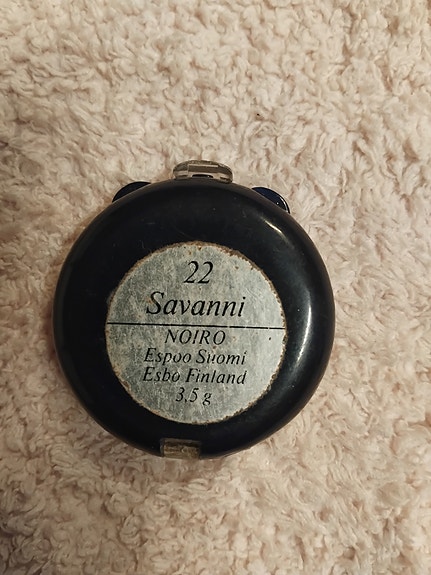 22
Savanni
NOIRO
Espoo Suomi
Esbo Finland
3,5 g